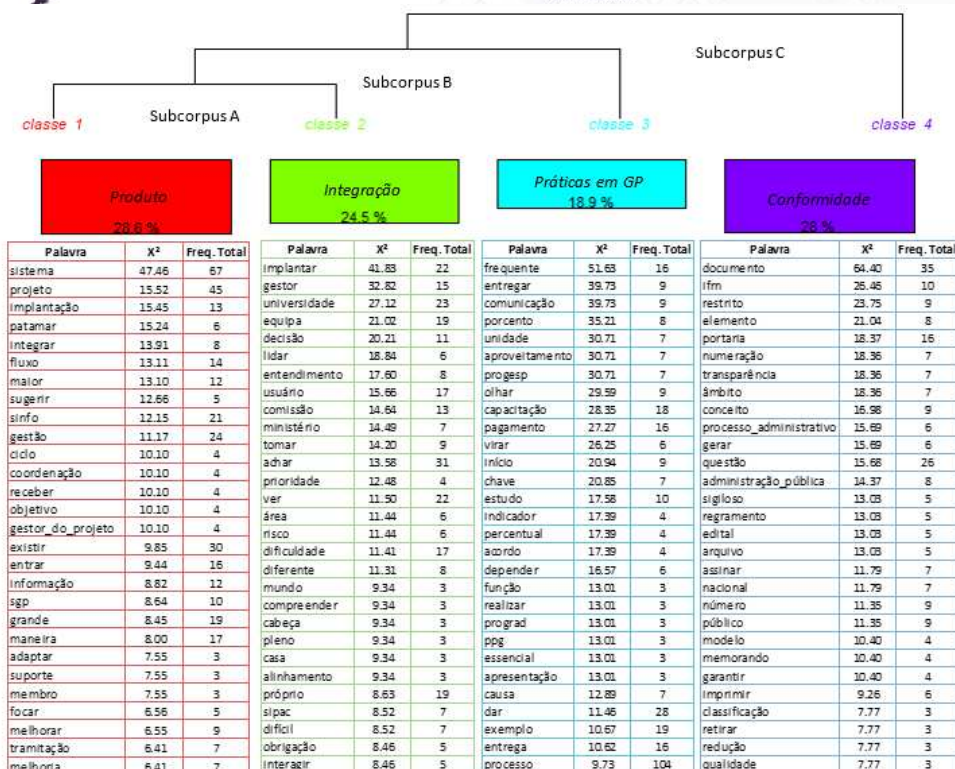 Subcorpus C
Subcorpus B
Subcorpus A
classe 1
classe 2
classe 3
classe 4
Produto
28.6 %
Integração
24.5 %
Práticas em GP
18.9 %
Conformidade
28 %
Palavra X² Freq. Total
sistema 47.46 67
projeto 15.52 45
implantação 15.45 13
patamar 15.24 6
integrar 13.91 8
fluxo 13.11 14
maior 13.10 12
sugerir 12.66 5
sinfo 12.15 21
gestão 11.17 24
ciclo 10.10 4
coordenação 10.10 4
receber 10.10 4
objetivo 10.10 4
gestor_do_projeto 10.10 4
existir 9.85 30
entrar 9.44 16
informação 8.82 12
sgp 8.64 10
grande 8.45 19
maneira 8.00 17
adaptar 7.55 3
suporte 7.55 3
membro 7.55 3
focar 6.56 5
melhorar 6.55 9
tramitação 6.41 7
melhoria 6.41 7
Palavra X² Freq. Total
implantar 41.83 22
gestor 32.82 15
universidade 27.12 23
equipa 21.02 19
decisão 20.21 11
lidar 18.84 6
entendimento 17.60 8
usuário 15.66 17
comissão 14.64 13
ministério 14.49 7
tomar 14.20 9
achar 13.58 31
prioridade 12.48 4
ver 11.50 22
área 11.44 6
risco 11.44 6
dificuldade 11.41 17
diferente 11.31 8
mundo 9.34 3
compreender 9.34 3
cabeça 9.34 3
pleno 9.34 3
casa 9.34 3
alinhamento 9.34 3
próprio 8.63 19
sipac 8.52 7
difícil 8.52 7
obrigação 8.46 5
interagir 8.46 5
Palavra X² Freq. Total
frequente 51.63 16
entregar 39.73 9
comunicação 39.73 9
porcento 35.21 8
unidade 30.71 7
aproveitamento 30.71 7
progesp 30.71 7
olhar 29.59 9
capacitação 28.35 18
pagamento 27.27 16
virar 26.25 6
início 20.94 9
chave 20.85 7
estudo 17.58 10
indicador 17.39 4
percentual 17.39 4
acordo 17.39 4
depender 16.57 6
função 13.01 3
realizar 13.01 3
prograd 13.01 3
ppg 13.01 3
essencial 13.01 3
apresentação 13.01 3
causa 12.89 7
dar 11.46 28
exemplo 10.67 19
entrega 10.62 16
processo 9.73 104
Palavra X² Freq. Total
documento 64.40 35
ifrn 26.46 10
restrito 23.75 9
elemento 21.04 8
portaria 18.37 16
numeração 18.36 7
transparência 18.36 7
âmbito 18.36 7
conceito 16.98 9
processo_administrativo 15.69 6
gerar 15.69 6
questão 15.68 26
administração_pública 14.37 8
sigiloso 13.03 5
regramento 13.03 5
edital 13.03 5
arquivo 13.03 5
assinar 11.79 7
nacional 11.79 7
número 11.35 9
público 11.35 9
modelo 10.40 4
memorando 10.40 4
garantir 10.40 4
imprimir 9.26 6
classificação 7.77 3
retirar 7.77 3
redução 7.77 3
qualidade 7.77 3